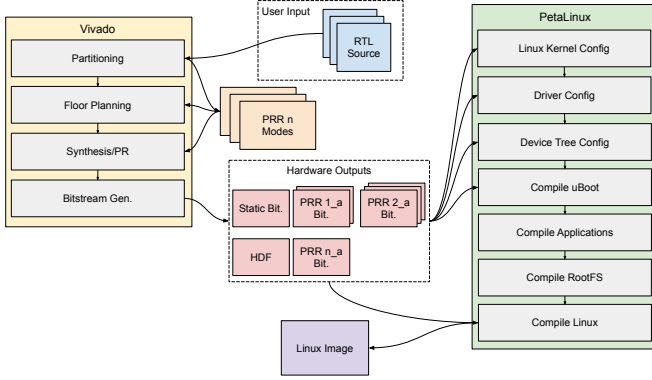 User Input
RTL
Source
Vivado
Partitioning
Floor Planning
Synthesis/PR
Bitstream Gen.
PRR n
Modes
Hardware Outputs
Static Bit.
PRR 1_a
Bit.
PRR 2_a
Bit.
HDF
PRR n_a
Bit.
Linux Image
PetaLinux
Linux Kernel Config
Driver Config
Device Tree Config
Compile uBoot
Compile Applications
Compile RootFS
Compile Linux